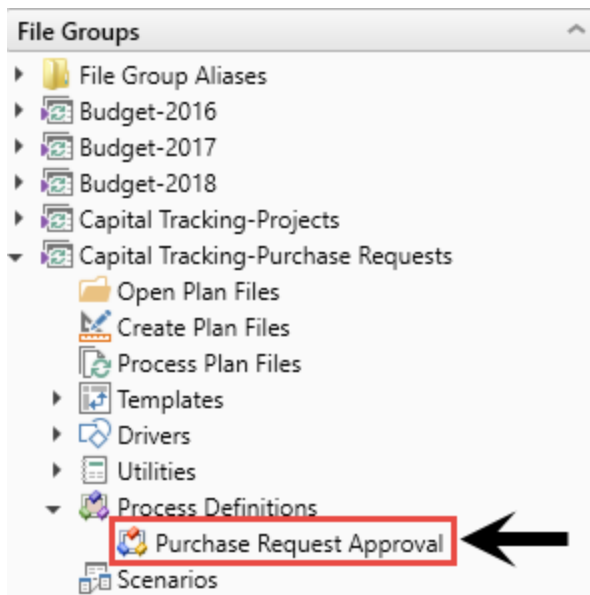 File Groups
File Group Aliases
Budget-2016
Budget-2017
Budget-2018
Capital Tracking-Projects
Capital Tracking-Purchase Requests
Open Plan Files
Create Plan Files
Process Plan Files
Templates
Drivers
Utilities
Process Definitions
Purchase Request Approval
Scenarios